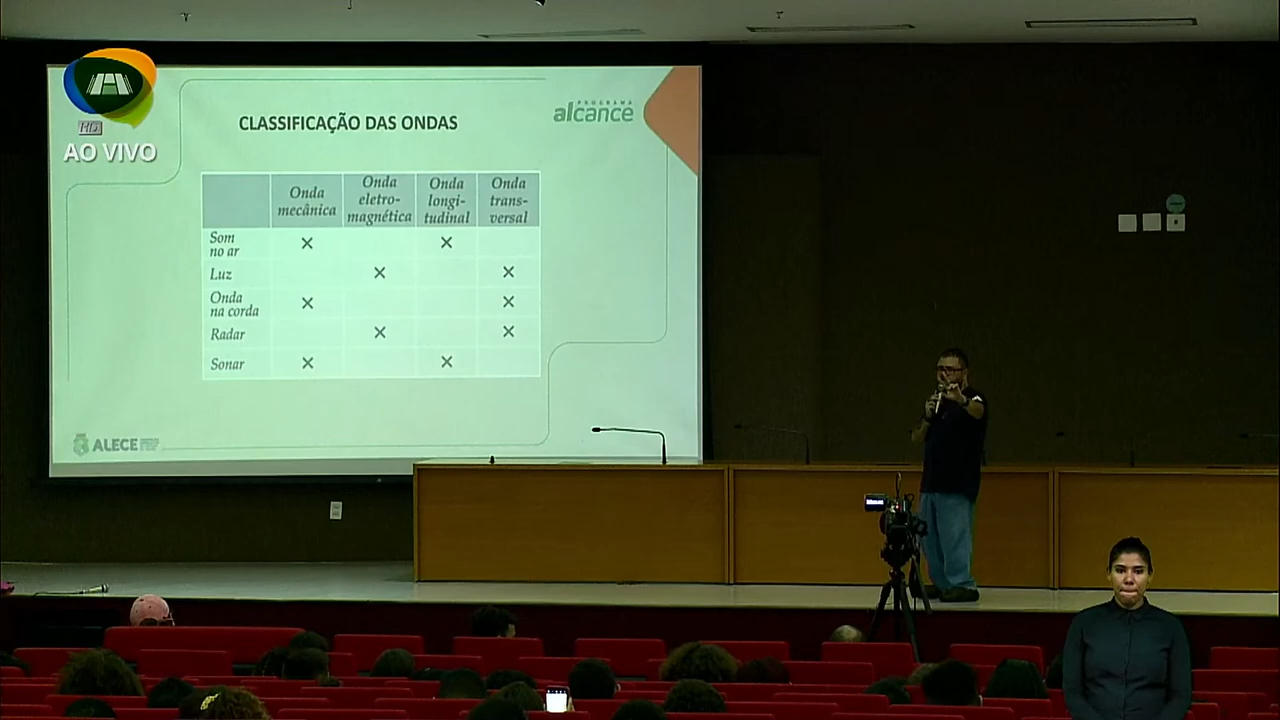 HD
AO VIVO
CLASSIFICAÇÃO DAS ONDAS
PROGRAMA
alcance
Onda mecânica
Onda eletro-magnética
Onda longi-tudinal
Onda trans-versal
Som no ar × ×
Luz × ×
Onda na corda × ×
Radar × ×
Sonar × ×
ALECE